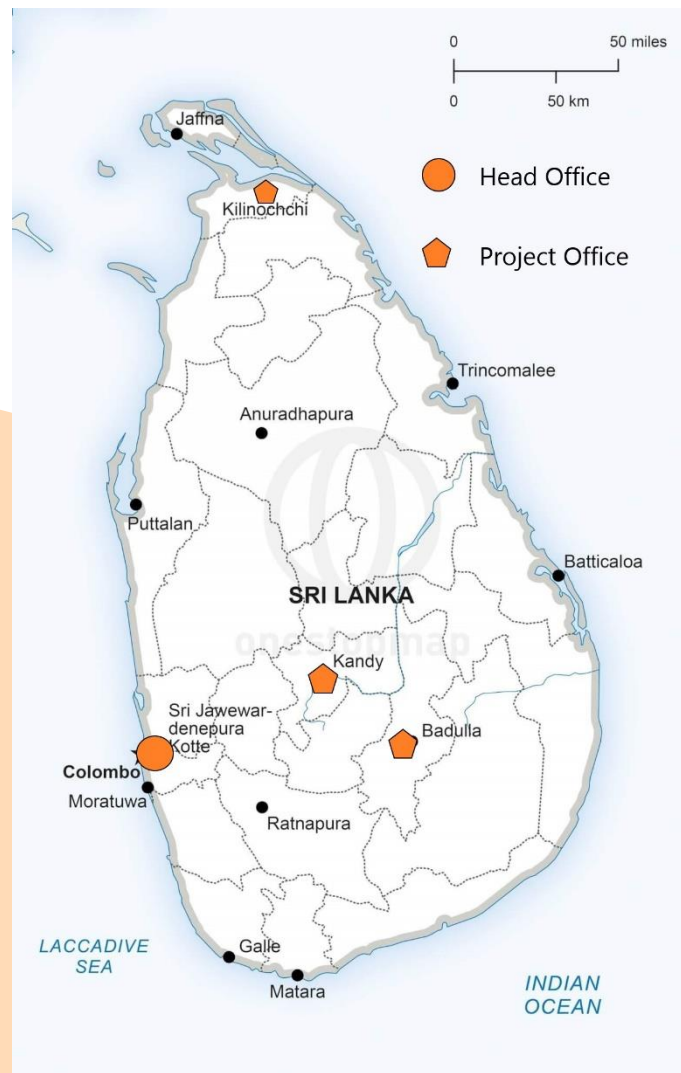 0 50 miles
0 50 km
Jaffna
Head Office
Kilinochchi
Project Office
Trincomalee
Anuradhapura
Puttalan
Batticaloa
SRI LANKA
onestopmap
Kandy
Sri Jawewar-
denepura
Kotte
Badulla
Colombo
Moratuwa
Ratnapura
LACCADIVE
SEA
Galle
Matara
INDIAN
OCEAN